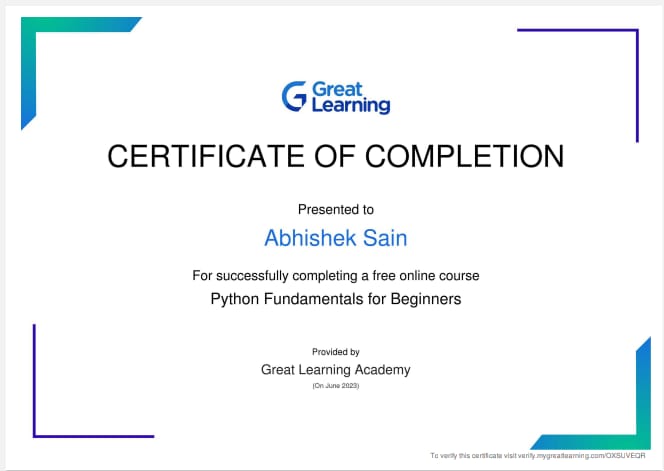 Great
Learning
CERTIFICATE OF COMPLETION
Presented to
Abhishek Sain
For successfully completing a free online course
Python Fundamentals for Beginners
Provided by
Great Learning Academy
(On June 2023)
To verify this certificate visit verify.mygreatlearning.com/OXSUVEQR